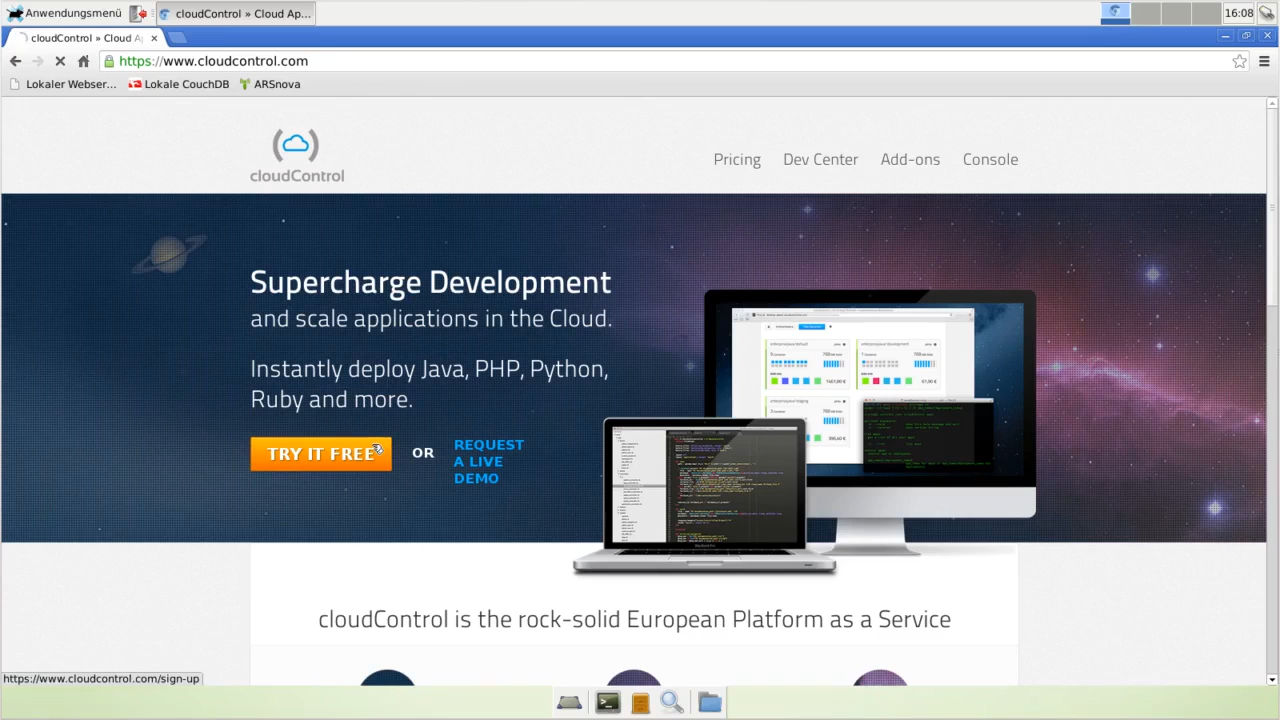 Anwendungsmenü
cloudControl » Cloud Ap...
16:08
cloudControl » Cloud A
https://www.cloudcontrol.com
Lokaler Webser...
Lokale CouchDB
ARSnova
cloudControl
Pricing
Dev Center
Add-ons
Console
Supercharge Development
and scale applications in the Cloud.
Instantly deploy Java, PHP, Python,
Ruby and more.
TRY IT FREE
OR
REQUEST
A LIVE
DEMO
cloudControl is the rock-solid European Platform as a Service
https://www.cloudcontrol.com/sign-up